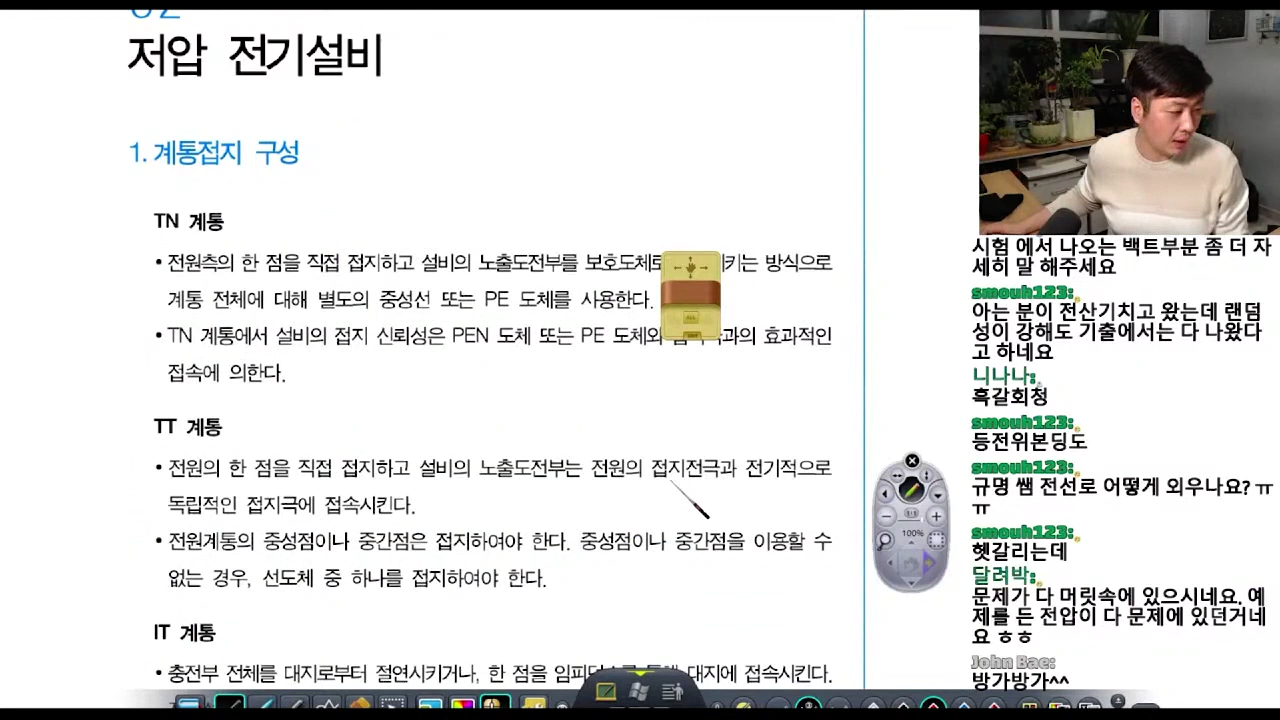 저압 전기설비
1. 계통접지 구성
TN 계통
• 전원측의 한 점을 직접 접지하고 설비의 노출도전부를 보호도체로 키는 방식으로
계통 전체에 대해 별도의 중성선 또는 PE 도체를 사용한다.
• TN 계통에서 설비의 접지 신뢰성은 PEN 도체 또는 PE 도체와 효과적인
접속에 의한다.
TT 계통
• 전원의 한 점을 직접 접지하고 설비의 노출도전부는 전원의 접지전극과 전기적으로
독립적인 접지극에 접속시킨다.
• 전원계통의 중성점이나 중간점은 접지하여야 한다. 중성점이나 중간점을 이용할 수
없는 경우, 선도체 중 하나를 접지하여야 한다.
IT 계통
• 충전부 전체를 대지로부터 절연시키거나, 한 점을 대지에 접속시킨다.
100%
시험 에서 나오는 백트부분 좀 더 자
세히 말 해주세요
smouh123:
아는 분이 전산기치고 왔는데 랜덤
성이 강해도 기출에서는 다 나왔다
고 하네요
니나나:
흑갈회청
smouh123:
등전위본딩도
smouh123:
규명 쌤 전선로 어떻게 외우나요? ㅠ
ㅠ
smouh123:
헷갈리는데
달려박:
문제가 다 머릿속에 있으시네요. 예
제를 든 전압이 다 문제에 있던거네
요 ㅎㅎ
John Bae:
방가방가^^